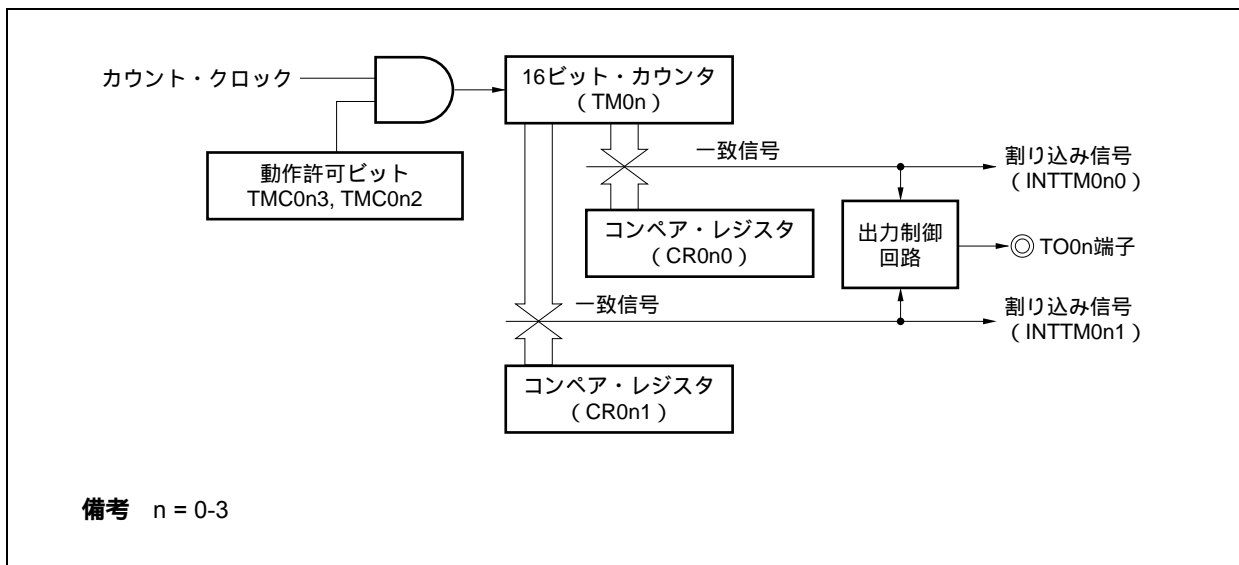 カウント・クロック
16ビット・カウンタ
（TM0n）
動作許可ビット
TMC0n3, TMC0n2
一致信号
割り込み信号
（INTTM0n0）
コンペア・レジスタ
（CR0n0）
出力制御
回路
TO0n端子
一致信号
割り込み信号
（INTTM0n1）
コンペア・レジスタ
（CR0n1）
備考 n = 0-3